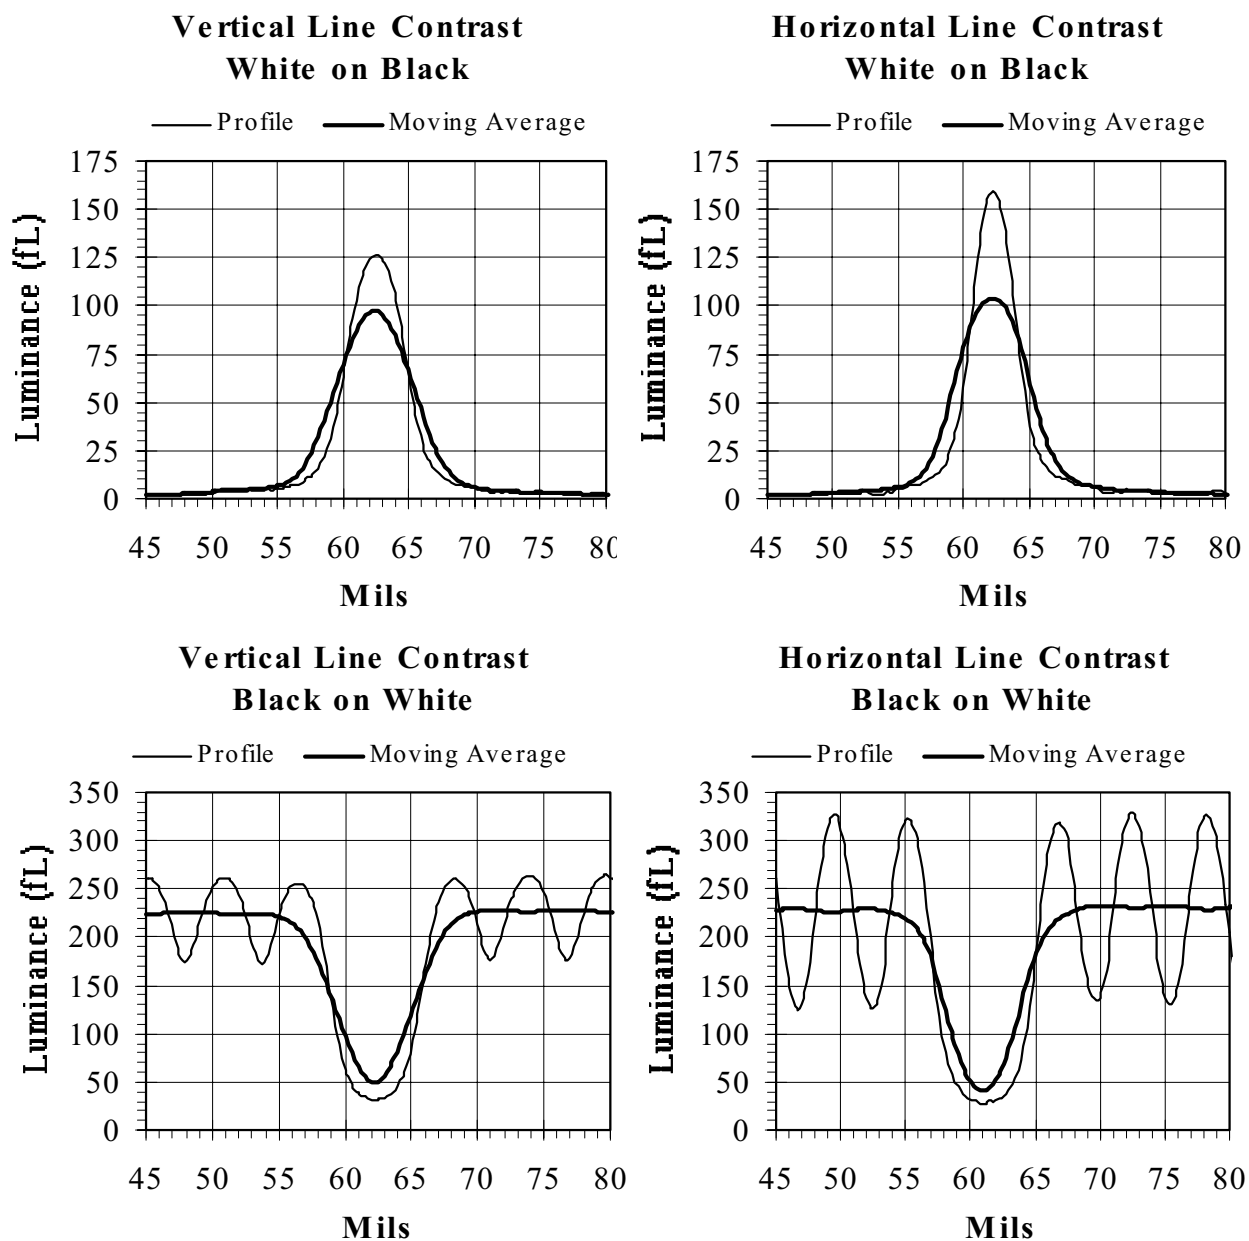 Vertical Line Contrast
White on Black
Profile Moving Average
175
150
125
100
75
50
25
0
Luminance (fL)
45 50 55 60 65 70 75 80
Mils
Horizontal Line Contrast
White on Black
Profile Moving Average
175
150
125
100
75
50
25
0
Luminance (fL)
45 50 55 60 65 70 75 80
Mils
Vertical Line Contrast
Black on White
Profile Moving Average
350
300
250
200
150
100
50
0
Luminance (fL)
45 50 55 60 65 70 75 80
Mils
Horizontal Line Contrast
Black on White
Profile Moving Average
350
300
250
200
150
100
50
0
Luminance (fL)
45 50 55 60 65 70 75 80
Mils